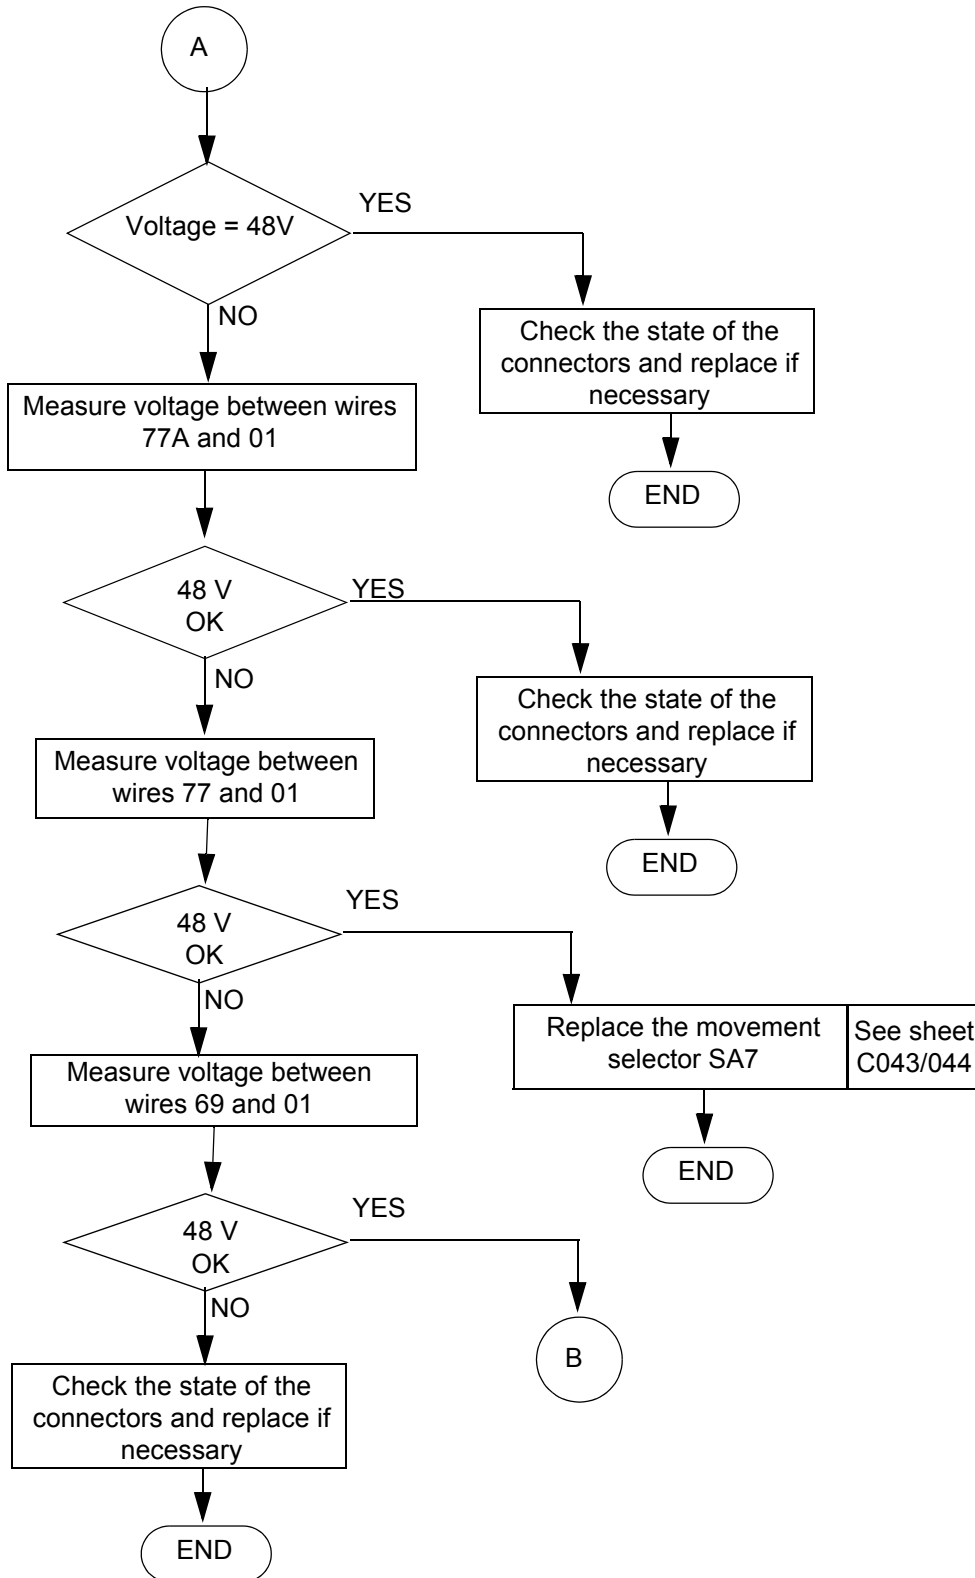 A
Voltage = 48V
YES
NO
Check the state of the
connectors and replace if
necessary
END
Measure voltage between wires
77A and 01
48 V
OK
YES
NO
Check the state of the
connectors and replace if
necessary
END
Measure voltage between
wires 77 and 01
48 V
OK
YES
NO
Replace the movement
selector SA7
See sheet
C043/044
END
Measure voltage between
wires 69 and 01
48 V
OK
YES
NO
B
Check the state of the
connectors and replace if
necessary
END